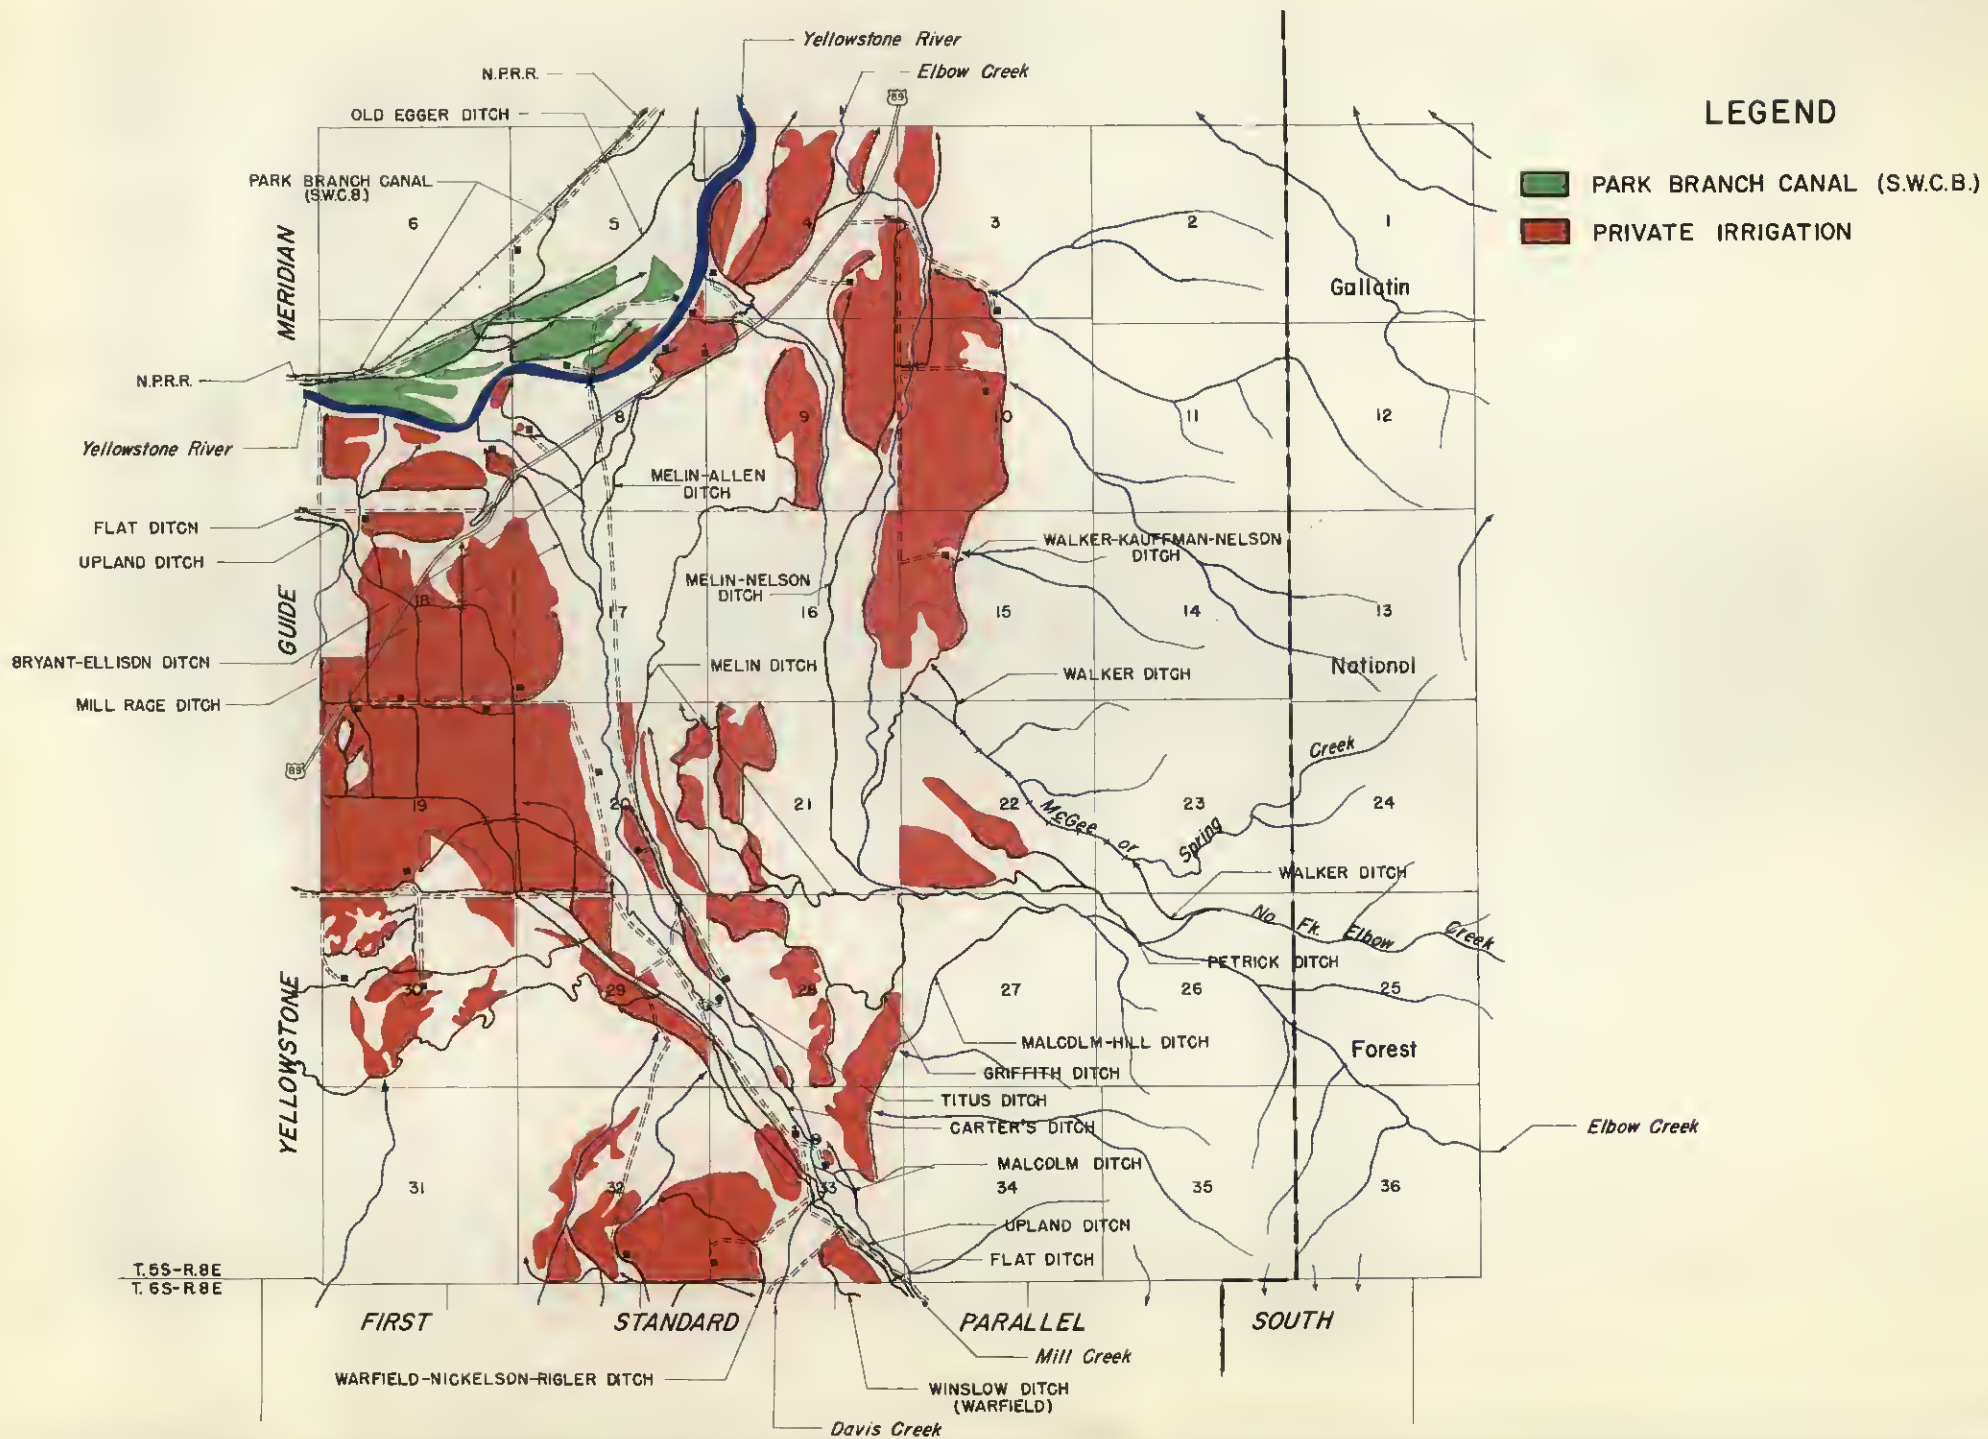 Yellowstone River
Elbow Creek
N.P.R.R.
89
OLD EGGER DITCH
LEGEND
PARK BRANCH CANAL
(S.W.C.B.)
PARK BRANCH CANAL (S.W.C.B.)
PRIVATE IRRIGATION
6
5
4
3
2
1
MERIDIAN
Gallatin
N.P.R.R.
Yellowstone River
8
9
10
11
12
MELIN-ALLEN
DITCH
FLAT DITCH
UPLAND DITCH
WALKER-KAUFFMAN-NELSON
DITCH
MELIN-NELSON
DITCH
GUIDE
18
17
16
15
14
13
BRYANT-ELLISON DITCH
MELIN DITCH
National
WALKER DITCH
MILL RACE DITCH
89
Creek
19
20
21
22
23
24
McGee or Spring
WALKER DITCH
No. Fk. Elbow Creek
PETRICK DITCH
30
29
28
27
26
25
YELLOWSTONE
MALCOLM-HILL DITCH
Forest
GRIFFITH DITCH
TITUS DITCH
CARTER'S DITCH
Elbow Creek
MALCOLM DITCH
31
32
33
34
35
36
UPLAND DITCH
FLAT DITCH
T. 5S-R.8E
T. 6S-R8E
FIRST STANDARD PARALLEL SOUTH
Mill Creek
WARFIELD-NICKELSON-RIGLER DITCH
WINSLOW DITCH
(WARFIELD)
Davis Creek